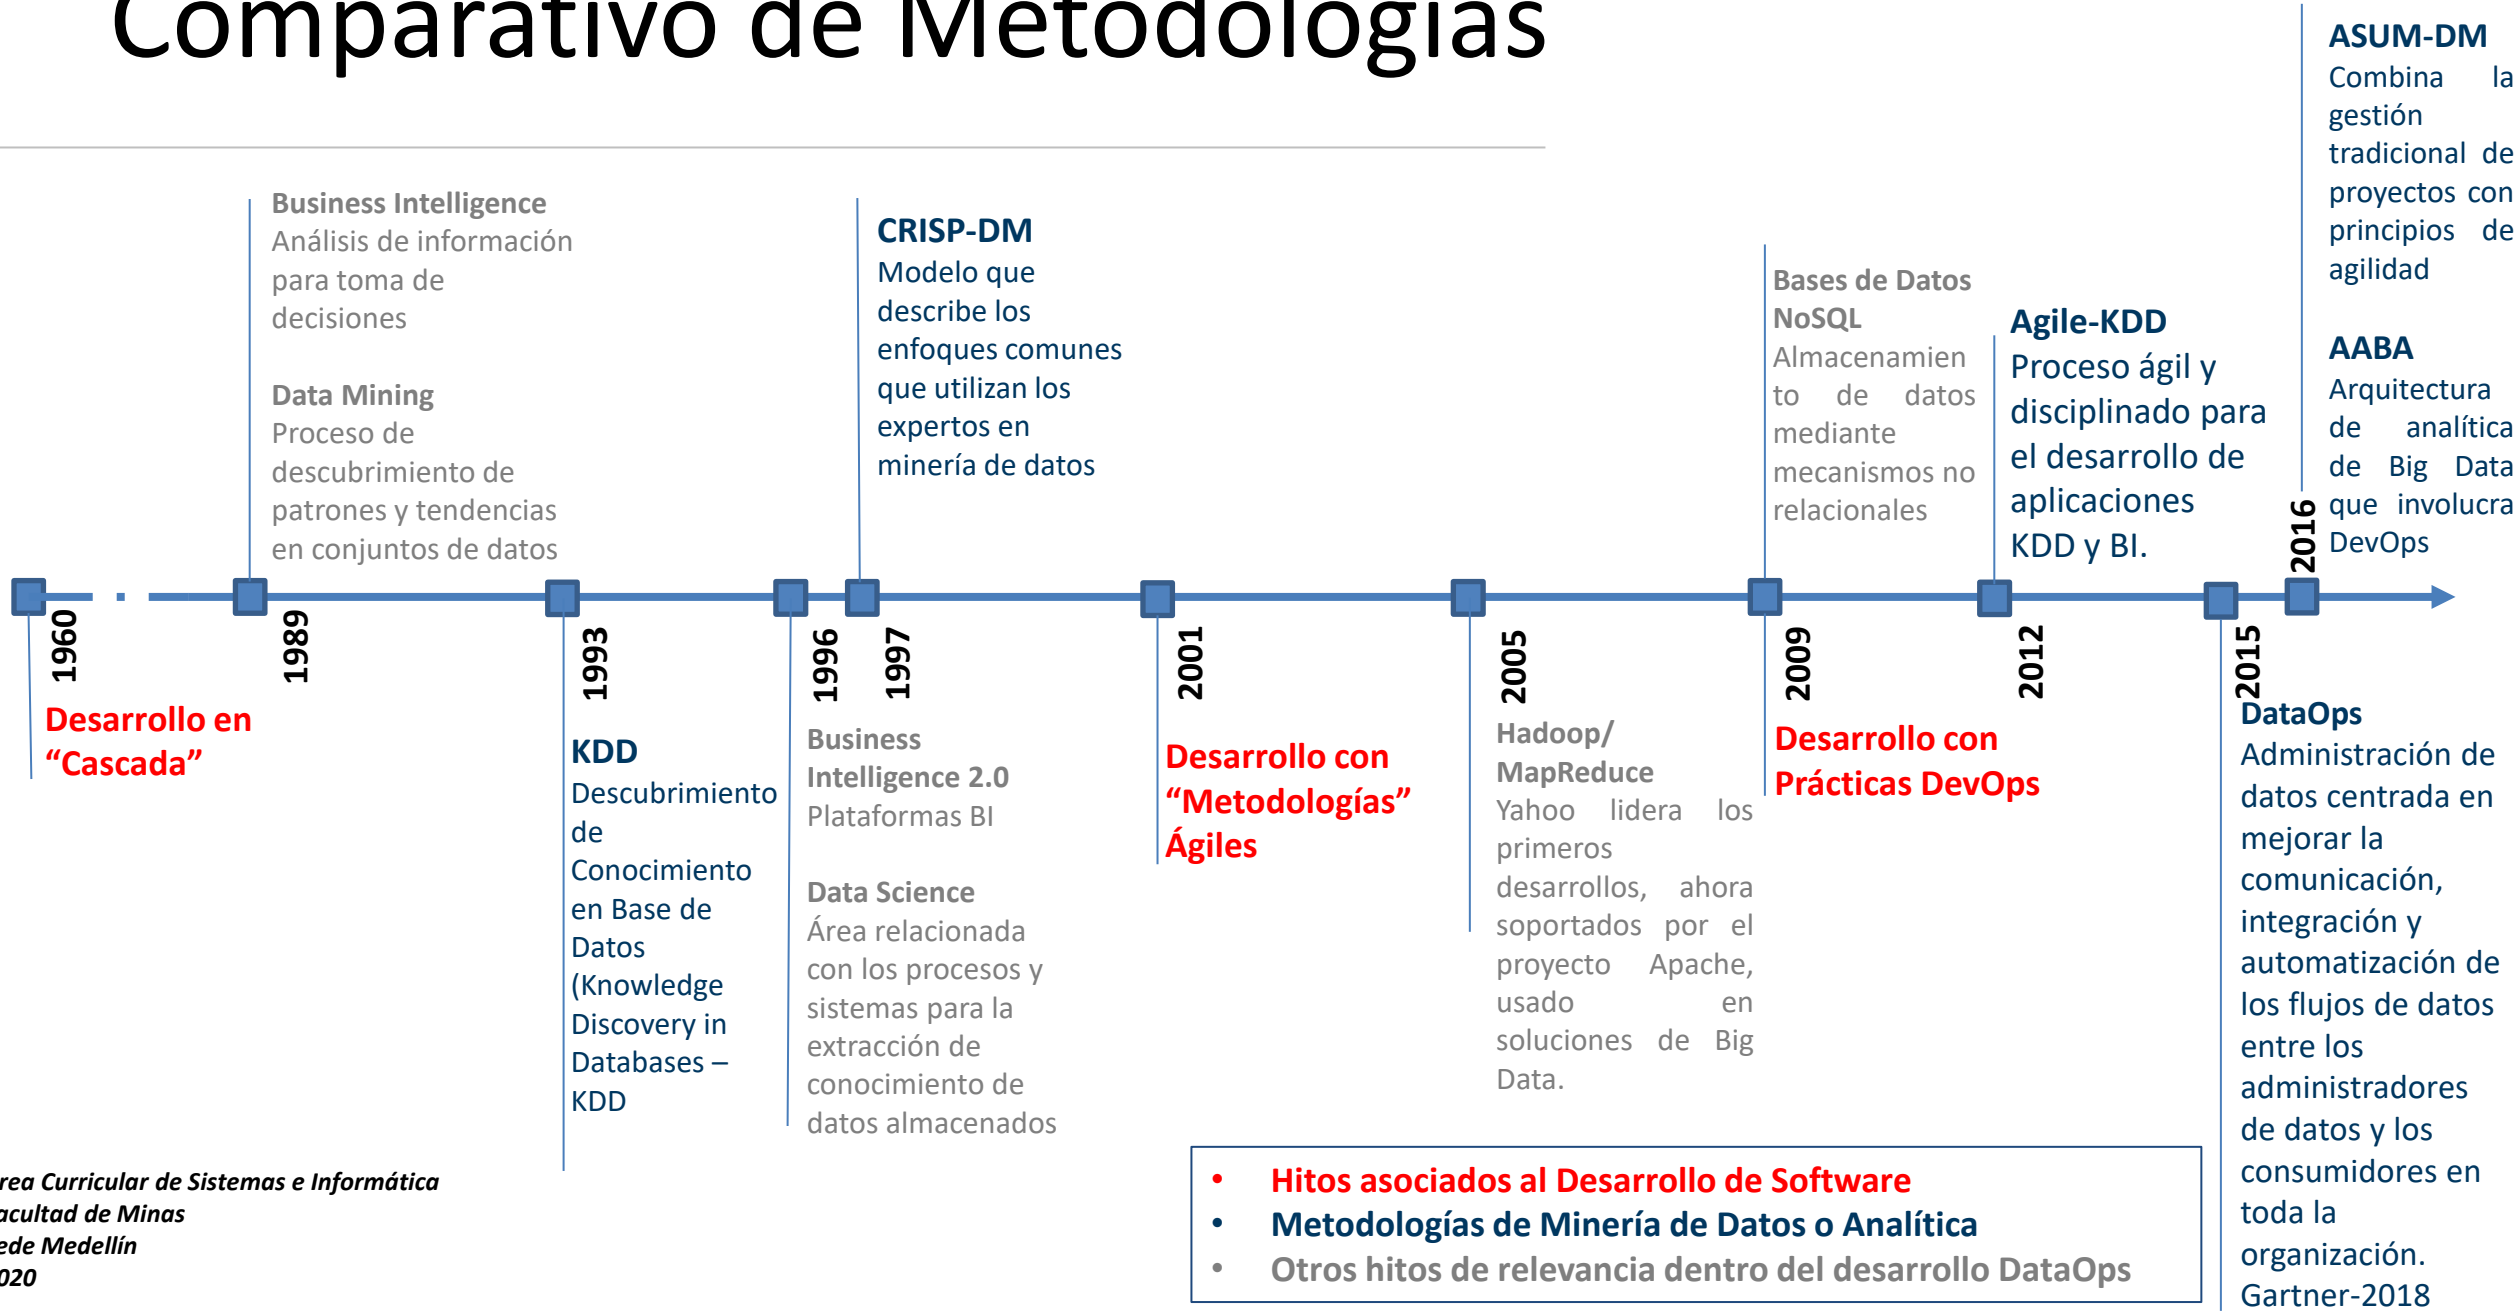 Comparativo de Metodologías
Business Intelligence
Análisis de información
para toma de
decisiones
Data Mining
Proceso de
descubrimiento de
patrones y tendencias
en conjuntos de datos
CRISP-DM
Modelo que
describe los
enfoques comunes
que utilizan los
expertos en
minería de datos
Bases de Datos
NoSQL
Almacenamien
to de datos
mediante
mecanismos no
relacionales
Agile-KDD
Proceso ágil y
disciplinado para
el desarrollo de
aplicaciones
KDD y BI.
ASUM-DM
Combina la
gestión
tradicional de
proyectos con
principios de
agilidad
AABA
Arquitectura
de analítica
de Big Data
que involucra
DevOps
1960
1989
1993
1996
1997
2001
2005
2009
2012
2015
2016
Desarrollo en
“Cascada”
KDD
Descubrimiento
de
Conocimiento
en Base de
Datos
(Knowledge
Discovery in
Databases –
KDD
Business
Intelligence 2.0
Plataformas BI
Data Science
Área relacionada
con los procesos y
sistemas para la
extracción de
conocimiento de
datos almacenados
Desarrollo con
“Metodologías”
Ágiles
Hadoop/
MapReduce
Yahoo lidera los
primeros
desarrollos, ahora
soportados por el
proyecto Apache,
usado en
soluciones de Big
Data.
Desarrollo con
Prácticas DevOps
DataOps
Administración de
datos centrada en
mejorar la
comunicación,
integración y
automatización de
los flujos de datos
entre los
administradores
de datos y los
consumidores en
toda la
organización.
Gartner-2018
• Hitos asociados al Desarrollo de Software
• Metodologías de Minería de Datos o Analítica
• Otros hitos de relevancia dentro del desarrollo DataOps
rea Curricular de Sistemas e Informática
acultad de Minas
ede Medellín
020